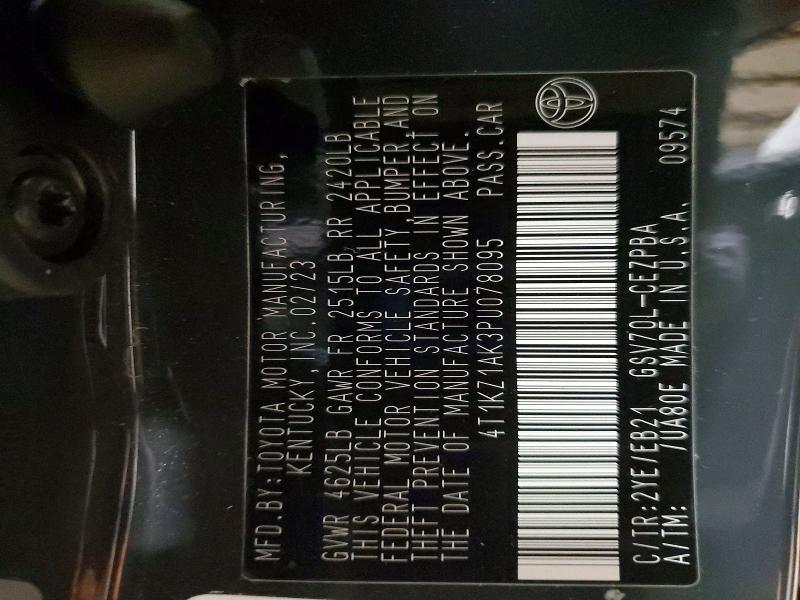 MFD.BY:TOYOTA MOTOR MANUFACTURING,
KENTUCKY,INC.02/23
GVWR 4625LB GAWR FR 2515LB RR 2420LB
THIS VEHICLE CONFORMS TO ALL APPLICABLE
FEDERAL MOTOR VEHICLE SAFETY, BUMPER, AND
THEFT PREVENTION STANDARDS IN EFFECT ON
THE DATE OF MANUFACTURE SHOWN ABOVE.
4T1KZ1AK3PU078095 PASS.CAR
C/TR:2YE/EB21 GSV70L-CEZPBA
A/TM: /UA80E MADE IN U.S.A. 09574